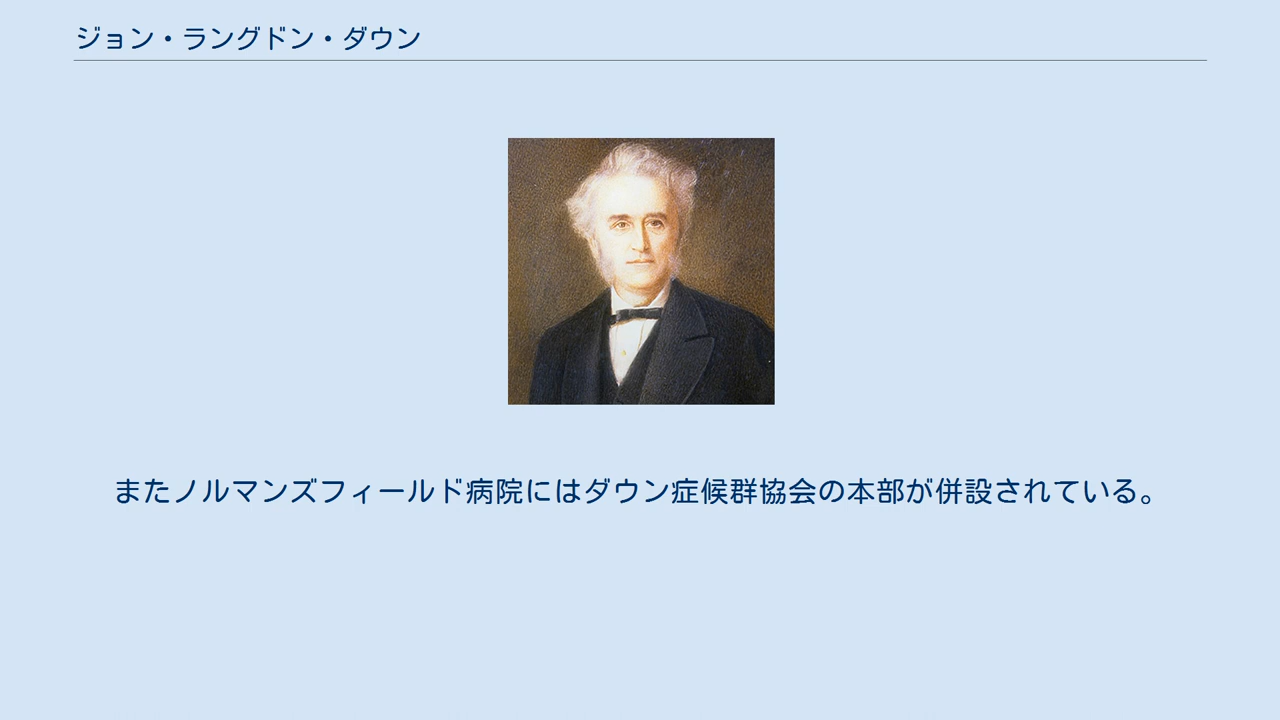 ジョン・ラングドン・ダウン
またノルマンズフィールド病院にはダウン症候群協会の本部が併設されている。